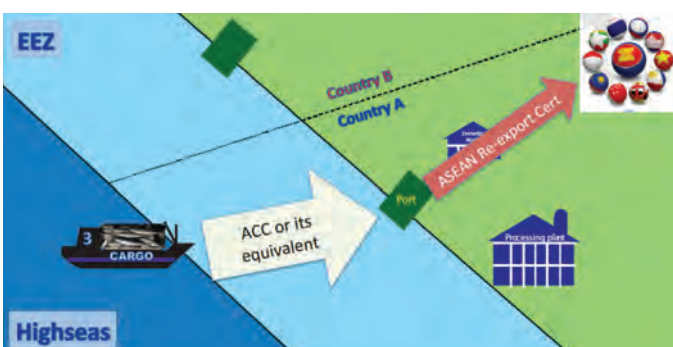 EEZ
Country B
Country A
ASEAN Re-export Cert
Port
ACC or its
equivalent
Processing plant
3
CARGO
Highseas